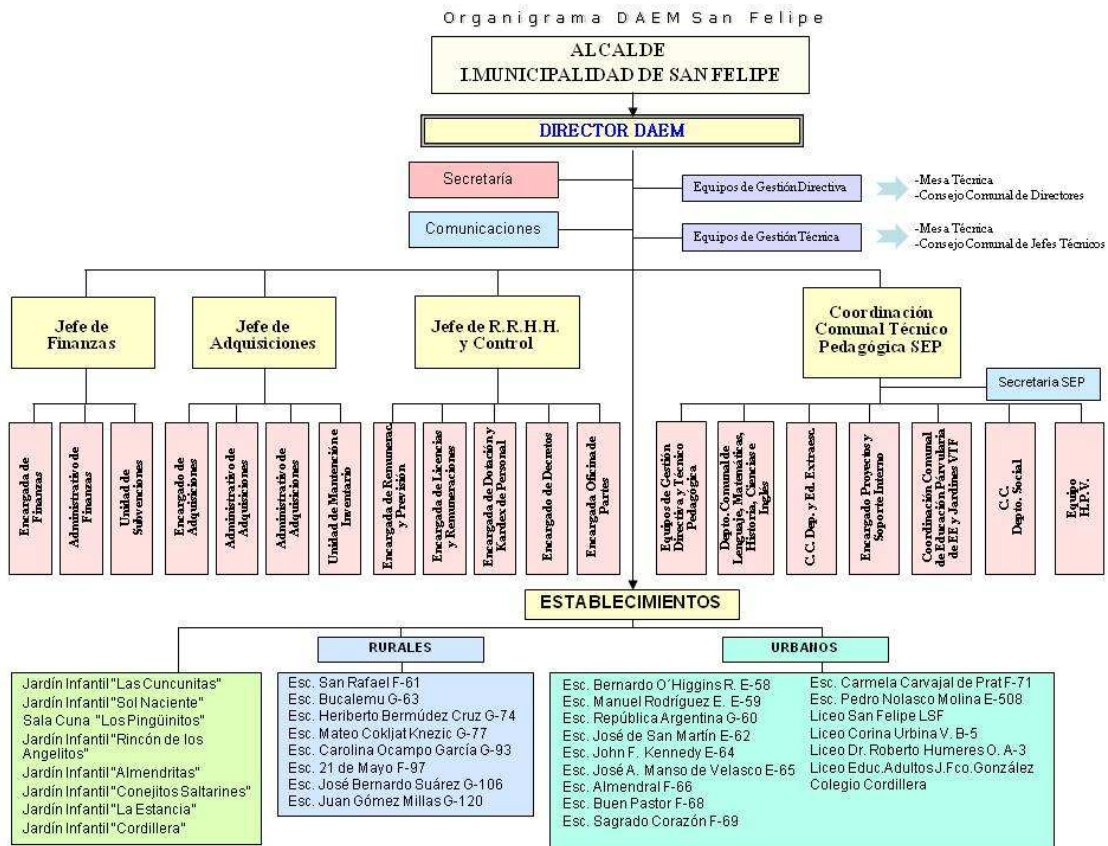 Organigrama DAEM San Felipe
ALCALDE
I.MUNICIPALIDAD DE SAN FELIPE
DIRECTOR DAEM
Secretaría
Equipos de Gestión Directiva
-Mesa Técnica
-Consejo Comunal de Directores
Comunicaciones
Equipos de Gestión Técnica
-Mesa Técnica
-Consejo Comunal de Jefes Técnicos
Jefe de
Finanzas
Jefe de
Adquisiciones
Jefe de R.R.H.H.
y Control
Coordinación
Comunal Técnico
Pedagógica SEP
Secretaria SEP
Encargada de
Finanzas
Administrativo de
Finanzas
Unidad de
Subvenciones
Encargado de
Adquisiciones
Administrativo de
Adquisiciones
Administrativo de
Adquisiciones
Unidad de Mantención e
Inventario
Encargada de Remunerac.
y Previsión
Encargada de Licencias
y Remuneraciones
Encargada de Dotación y
Kardex de Personal
Encargado de Decretos
Encargada Oficina de
Partes
Equipos de Gestión
Directiva y Técnico
Pedagógica
Depto. Comunal de
Lenguaje, Matemáticas,
Historia, Ciencias e
Inglés
C. C. Dep. y Ed. Extraesc.
Encargado Proyectos y
Soporte Interno
Coordinación Comunal
de Educación Párvularia
de EE y Jardines VTF
C. C.
Depto. Social
Equipo
H.P.V.
ESTABLECIMIENTOS
RURALES
URBANOS
Jardín Infantil "Las Cuncunitas"
Jardín Infantil "Sol Naciente"
Sala Cuna "Los Pingüinitos"
Jardín Infantil "Rincón de los
Angelitos"
Jardín Infantil "Almendritas"
Jardín Infantil "Conejitos Saltarines"
Jardín Infantil "La Estancia"
Jardín Infantil "Cordillera"
Esc. San Rafael F-61
Esc. Bucalemu G-63
Esc. Heriberto Bermúdez Cruz G-74
Esc. Mateo Cokljat Knezic G-77
Esc. Carolina Ocampo García G-93
Esc. 21 de Mayo F-97
Esc. José Bernardo Suárez G-106
Esc. Juan Gómez Millas G-120
Esc. Bernardo O´Higgins R. E-58
Esc. Manuel Rodríguez E. E-59
Esc. República Argentina G-60
Esc. José de San Martín E-62
Esc. John F. Kennedy E-64
Esc. José A. Manso de Velasco E-65
Esc. Almendral F-66
Esc. Buen Pastor F-68
Esc. Sagrado Corazón F-69
Esc. Carmela Carvajal de Prat F-71
Esc. Pedro Nolasco Molina E-508
Liceo San Felipe LSF
Liceo Corina Urbina V. B-5
Liceo Dr. Roberto Humeres O. A-3
Liceo Educ.Adultos J.Fco.González
Colegio Cordillera